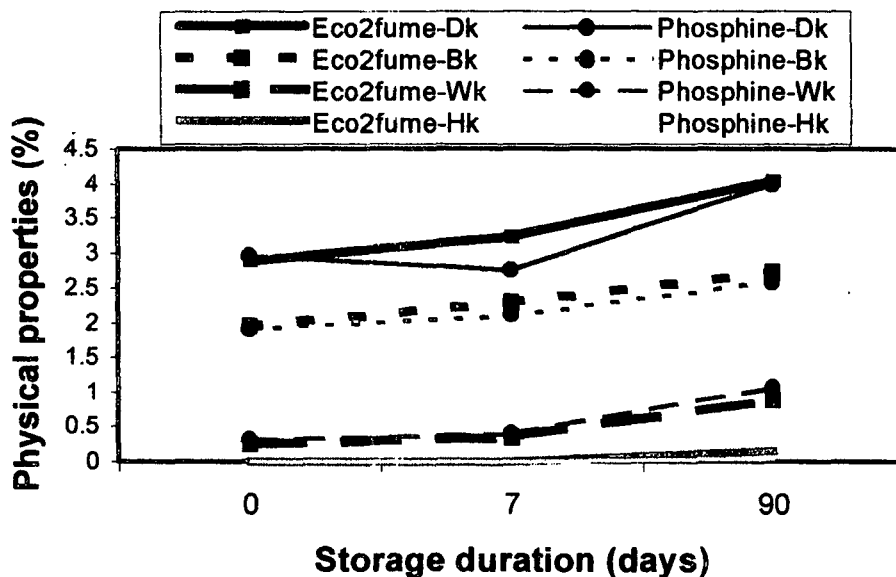 Eco2fume-Dk Phosphine-Dk
Eco2fume-Bk Phosphine-Bk
Eco2fume-Wk Phosphine-Wk
Eco2fume-Hk Phosphine-Hk
Physical properties (%)
4.5
4
3.5
3
2.5
2
1.5
1
0.5
0
0 7 90
Storage duration (days)